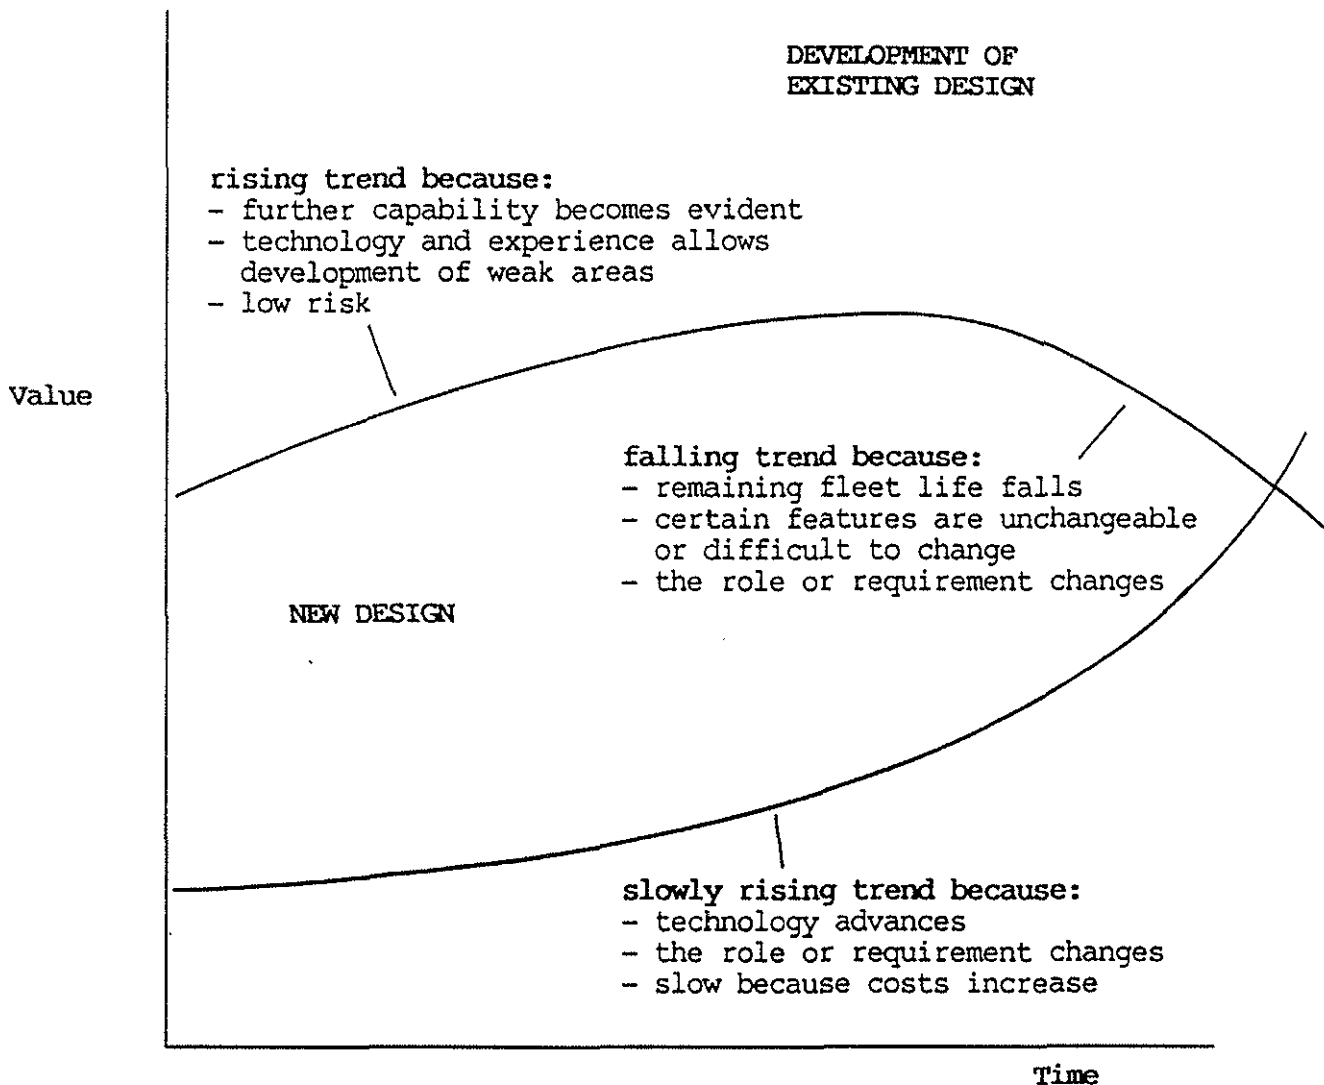 DEVELOPMENT OF
EXISTING DESIGN
rising trend because:
- further capability becomes evident
- technology and experience allows
development of weak areas
- low risk
Value
falling trend because:
- remaining fleet life falls
- certain features are unchangeable
or difficult to change
- the role or requirement changes
NEW DESIGN
slowly rising trend because:
- technology advances
- the role or requirement changes
- slow because costs increase
Time